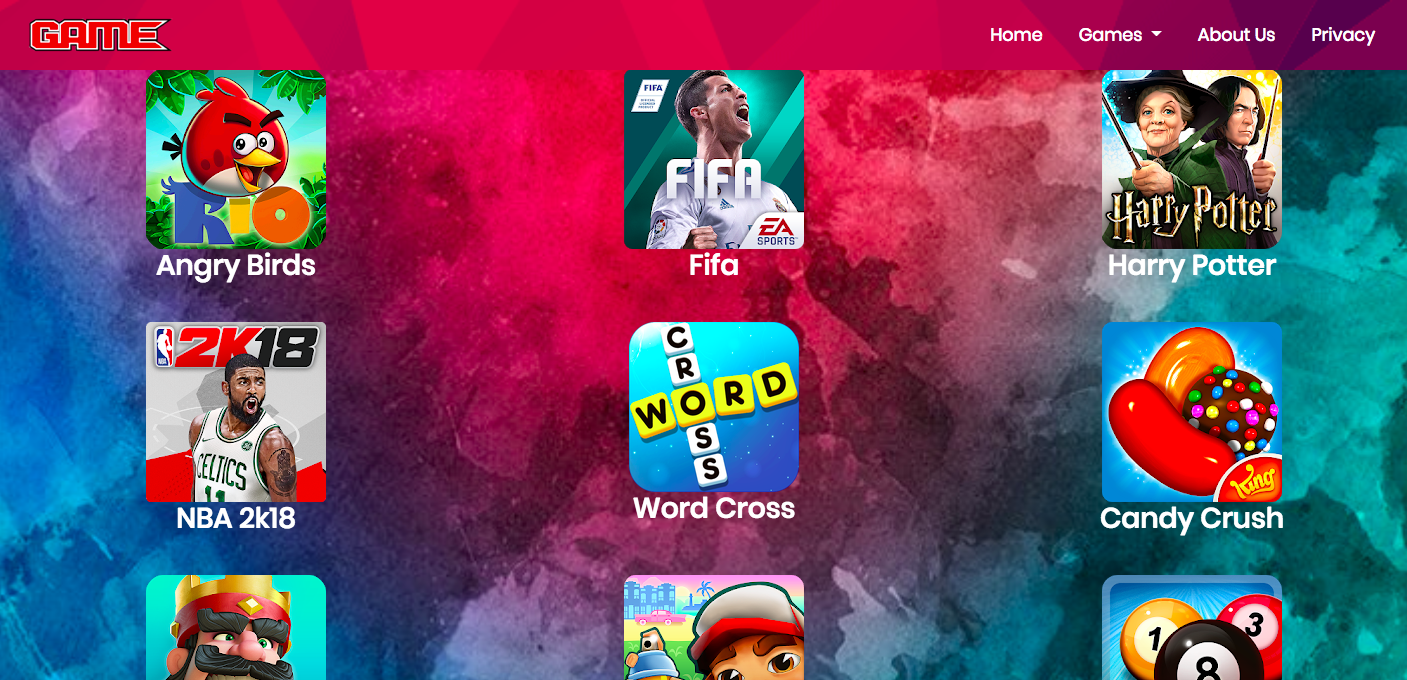 GAME
Home
Games
About Us
Privacy
RIO
Angry Birds
FIFA
FIFA
EA
SPORTS
Fifa
Harry Potter
Harry Potter
NBA
2K18
CELTICS
11
NBA 2k18
CROSS
WORD
Word Cross
King
Candy Crush
1
3
8